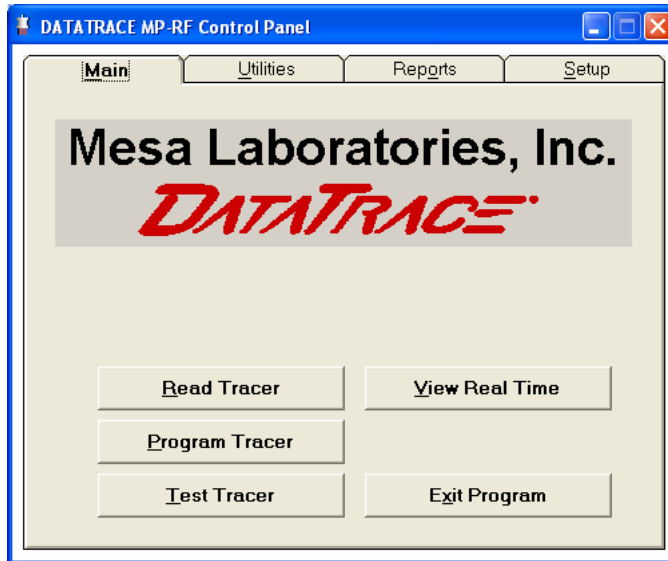 DATATRACE MP-RF Control Panel
Main Utilities Reports Setup
Mesa Laboratories, Inc.
DATATRACE
Read Tracer View Real Time
Program Tracer
Test Tracer Exit Program